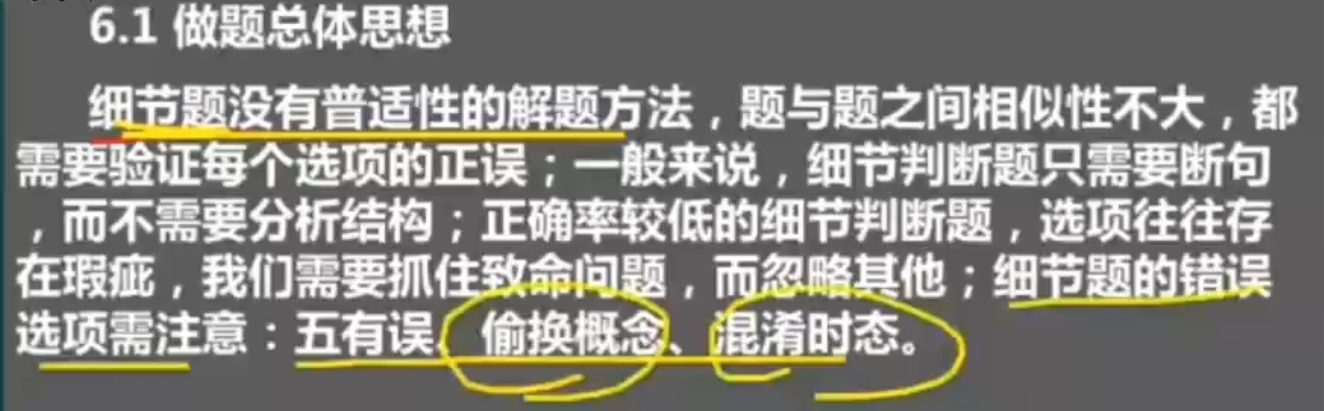 6.1 做题总体思想
细节题没有普适性的解题方法，题与题之间相似性不大，都
需要验证每个选项的正误；一般来说，细节判断题只需要断句
，而不需要分析结构；正确率较低的细节判断题，选项往往存
在瑕疵，我们需要抓住致命问题，而忽略其他；细节题的错误
选项需注意：五有误、偷换概念、混淆时态。